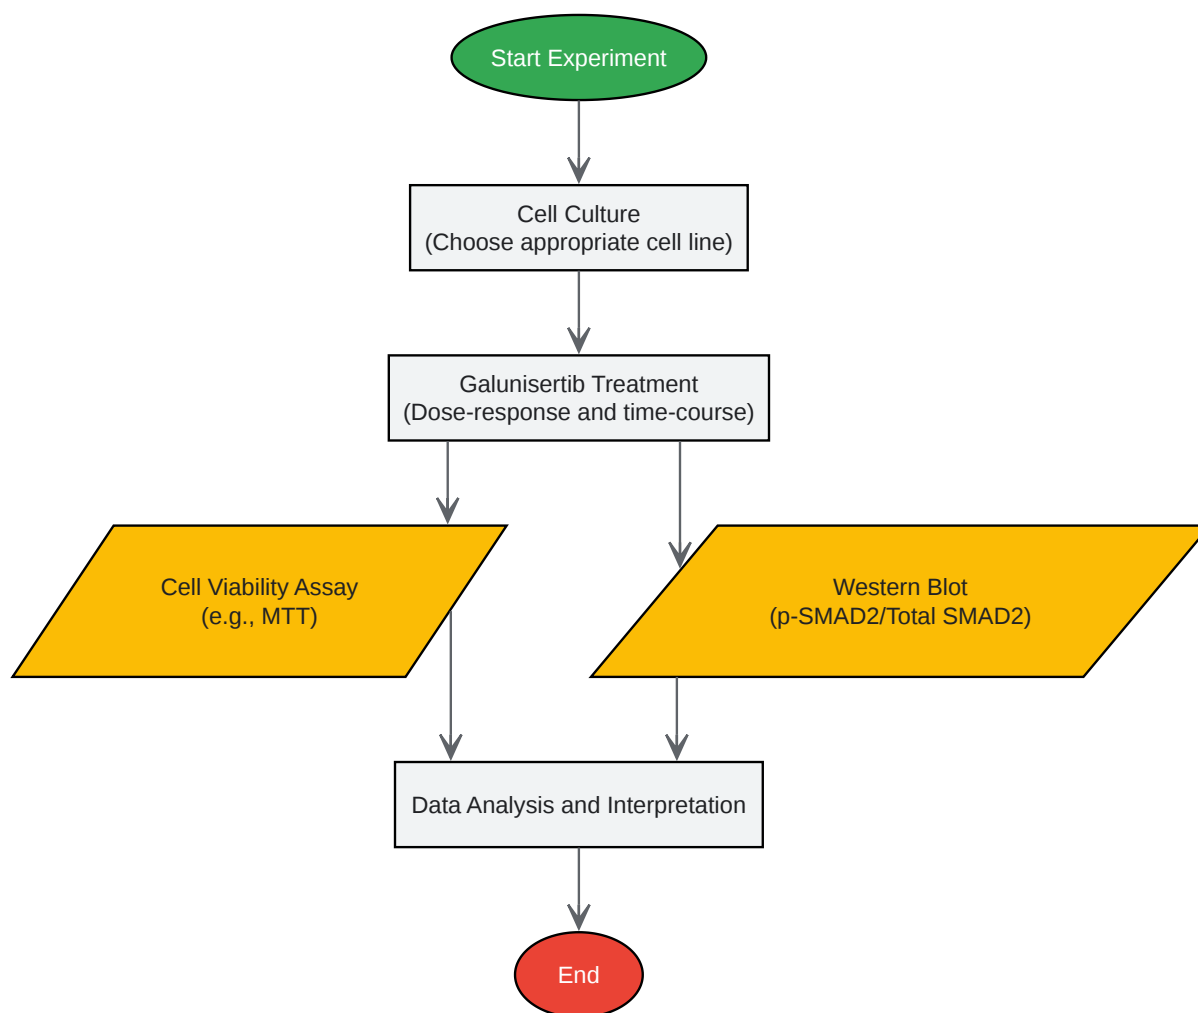 Start Experiment
Cell Culture
(Choose appropriate cell line)
Galunisertib Treatment
(Dose-response and time-course)
Cell Viability Assay
(e.g., MTT)
Western Blot
(p-SMAD2/Total SMAD2)
Data Analysis and Interpretation
End